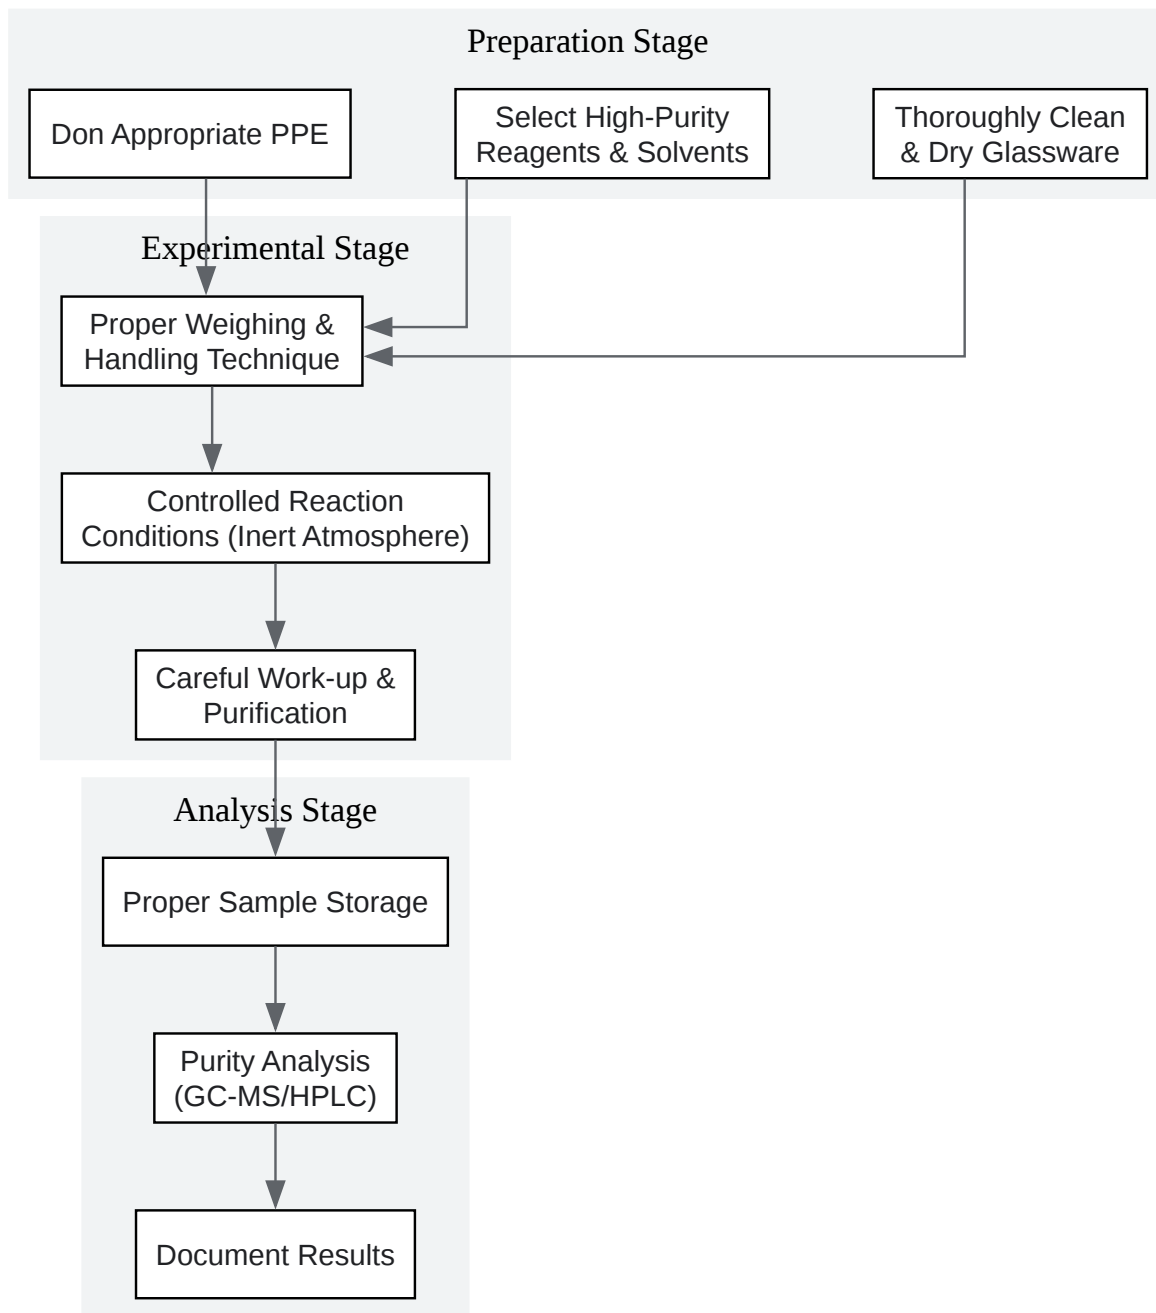 Preparation Stage
Don Appropriate PPE
Select High-Purity
Reagents & Solvents
Thoroughly Clean
& Dry Glassware
Experimental Stage
Proper Weighing &
Handling Technique
Controlled Reaction
Conditions (Inert Atmosphere)
Careful Work-up &
Purification
Analysis Stage
Proper Sample Storage
Purity Analysis
(GC-MS/HPLC)
Document Results